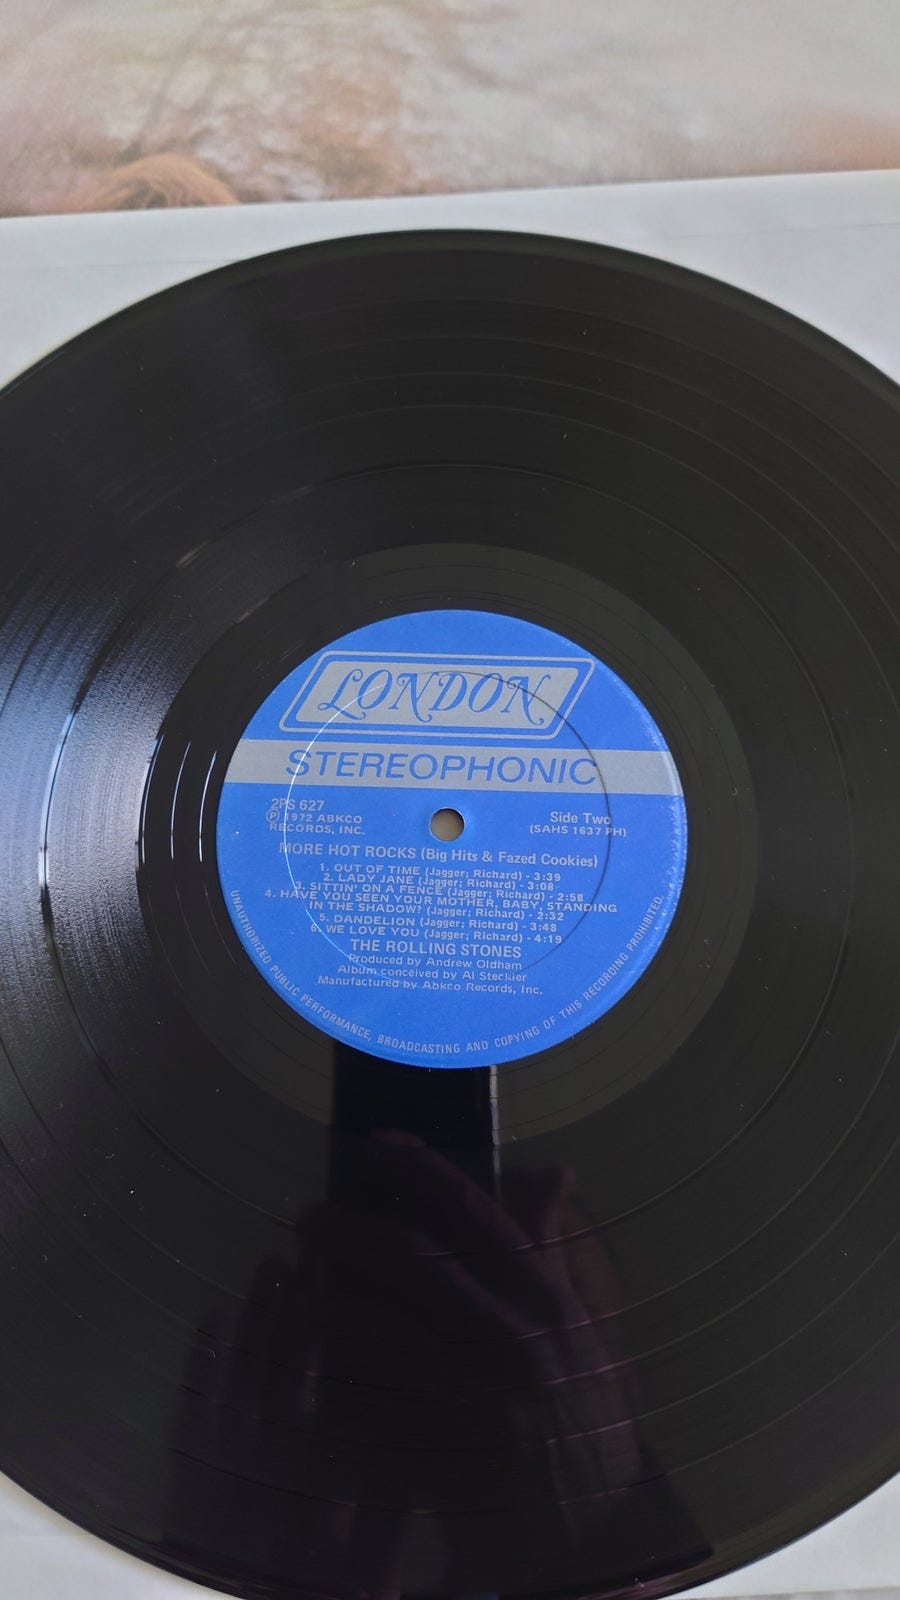 LONDON
STEREOPHONIC
2PS 627
Ⓟ 1972 ABKCO
RECORDS, INC.
Side Two
(SAHS 1637 PH)
MORE HOT ROCKS (Big Hits & Fazed Cookies)
1. OUT OF TIME (Jagger; Richard) - 3:39
2. LADY JANE (Jagger; Richard) - 3:08
3. SITTIN' ON A FENCE (Jagger; Richard) - 2:58
4. HAVE YOU SEEN YOUR MOTHER, BABY, STANDING
IN THE SHADOW? (Jagger; Richard) - 2:32
5. DANDELION (Jagger; Richard) - 3:48
6. WE LOVE YOU (Jagger; Richard) - 4:19
THE ROLLING STONES
Produced by Andrew Oldham
Album conceived by Al Steckler
Manufactured by Abkco Records, Inc.
UNAUTHORIZED PUBLIC PERFORMANCE, BROADCASTING AND COPYING OF THIS RECORDING PROHIBITED.